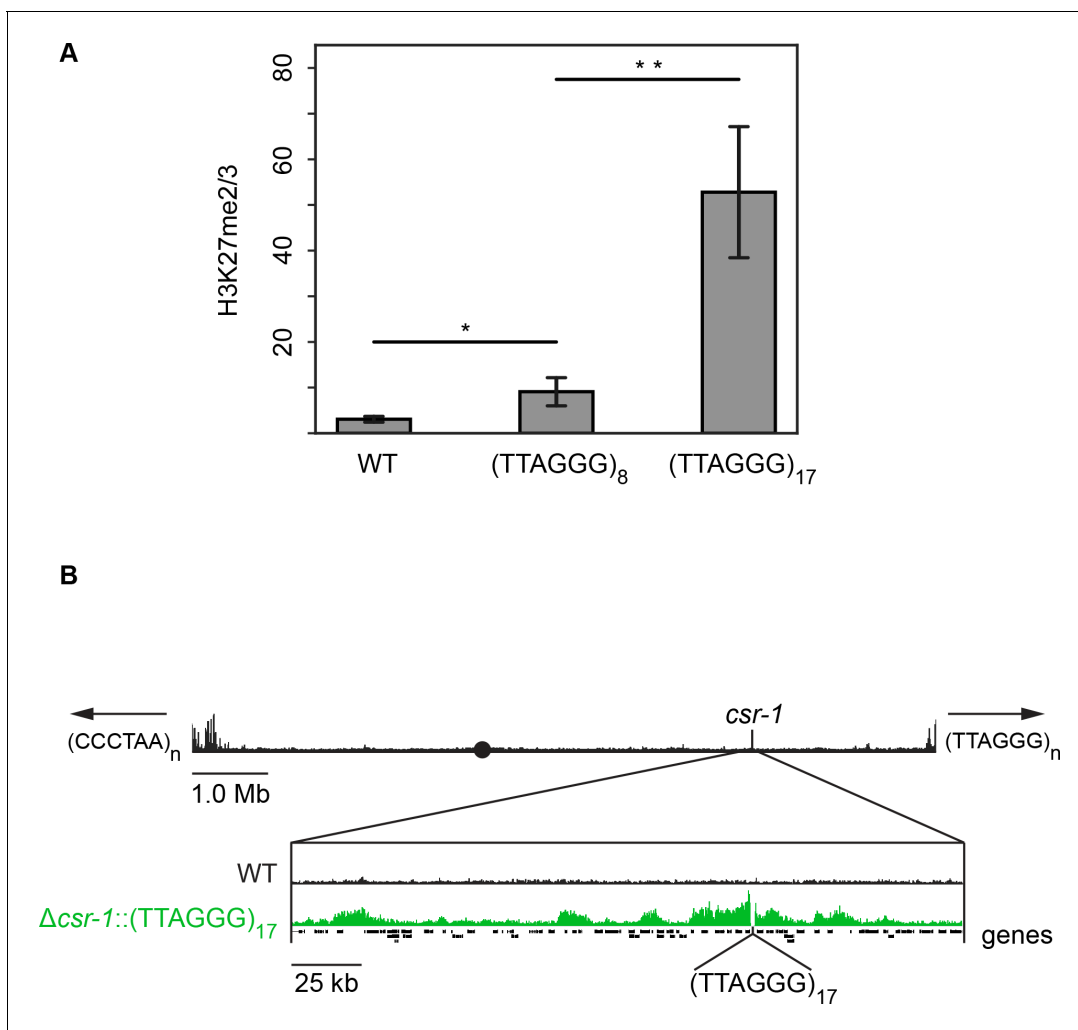 A
H3K27me2/3
80
60
40
20
* *
*
WT (TTAGGG)8 (TTAGGG)17
B
csr-1
(CCCTAA)n (TTAGGG)n
1.0 Mb
WT
Δcsr-1::(TTAGGG)17
genes
25 kb
(TTAGGG)17